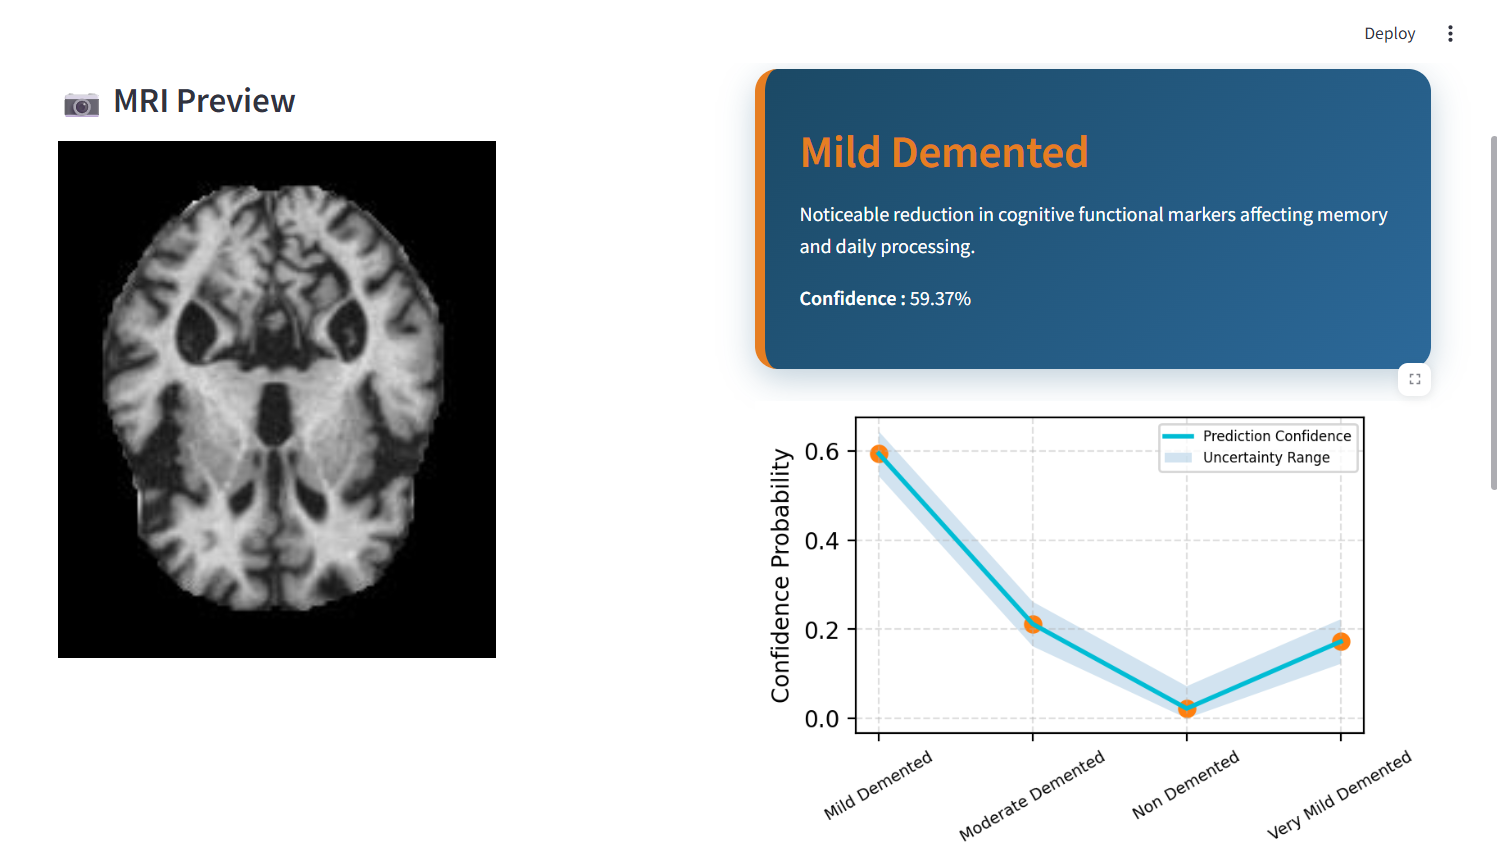 Deploy
MRI Preview
Mild Demented
Noticeable reduction in cognitive functional markers affecting memory
and daily processing.
Confidence : 59.37%
Prediction Confidence
Uncertainty Range
Confidence Probability
0.6
0.4
0.2
0.0
Mild Demented
Moderate Demented
Non Demented
Very Mild Demented